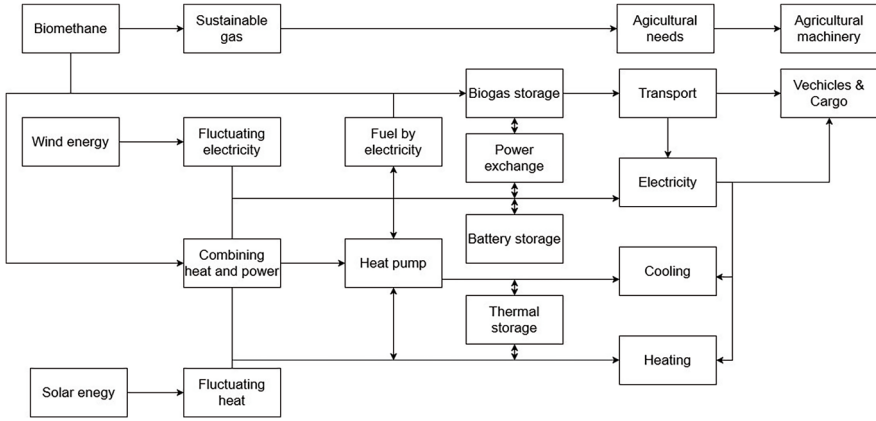 Biomethane
Sustainable
gas
Agicultural
needs
Agricultural
machinery
Biogas storage
Transport
Vechicles &
Cargo
Wind energy
Fluctuating
electricity
Fuel by
electricity
Power
exchange
Electricity
Battery storage
Combining
heat and power
Heat pump
Cooling
Thermal
storage
Heating
Solar enegy
Fluctuating
heat